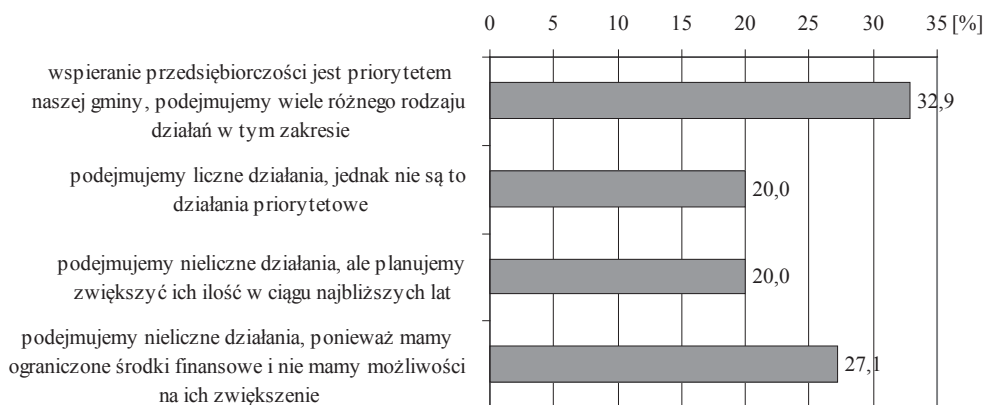 0 5 10 15 20 25 30 35 [%]
wspieranie przedsiębiorczości jest priorytetem
naszej gminy, podejmujemy wiele różnego rodzaju
działań w tym zakresie
32,9
podejmujemy liczne działania, jednak nie są to
działania priorytetowe
20,0
podejmujemy nieliczne działania, ale planujemy
zwiększyć ich ilość w ciągu najbliższych lat
20,0
podejmujemy nieliczne działania, ponieważ mamy
ograniczone środki finansowe i nie mamy możliwości
na ich zwiększenie
27,1